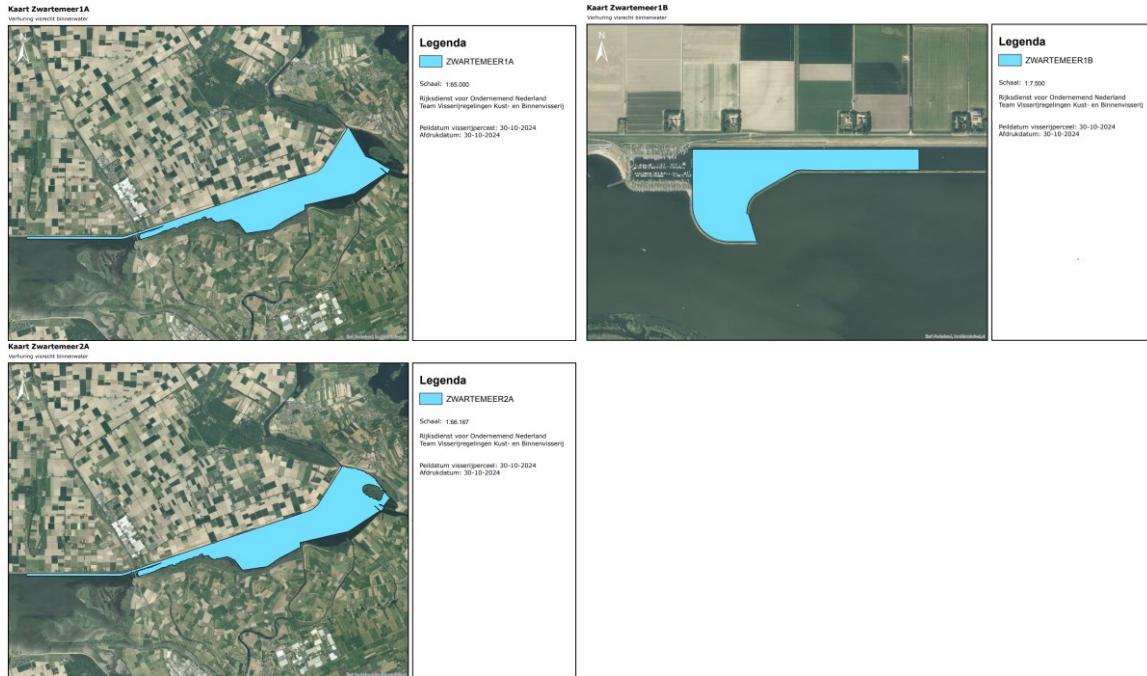 Kaart Zwartemeer1A
Verhuring visrecht binnenwater
N
Legenda
ZWARTEMEER1A
Schaal: 1:65.000
Rijksdienst voor Ondernemend Nederland
Team Visserijregelingen Kust- en Binnenvisserij
Peildatum visserijperceel: 30-10-2024
Afdrukdatum: 30-10-2024
Kaart Zwartemeer1B
Verhuring visrecht binnenwater
N
Legenda
ZWARTEMEER1B
Schaal: 1:7.500
Rijksdienst voor Ondernemend Nederland
Team Visserijregelingen Kust- en Binnenvisserij
Peildatum visserijperceel: 30-10-2024
Afdrukdatum: 30-10-2024
Kaart Zwartemeer2A
Verhuring visrecht binnenwater
N
Legenda
ZWARTEMEER2A
Schaal: 1:66.167
Rijksdienst voor Ondernemend Nederland
Team Visserijregelingen Kust- en Binnenvisserij
Peildatum visserijperceel: 30-10-2024
Afdrukdatum: 30-10-2024